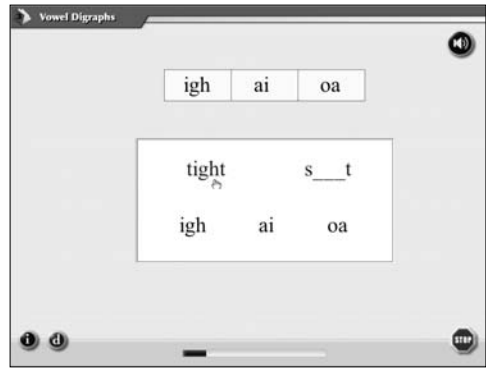 Vowel Digraphs
igh ai oa
tight s___t
igh ai oa
i d STOP